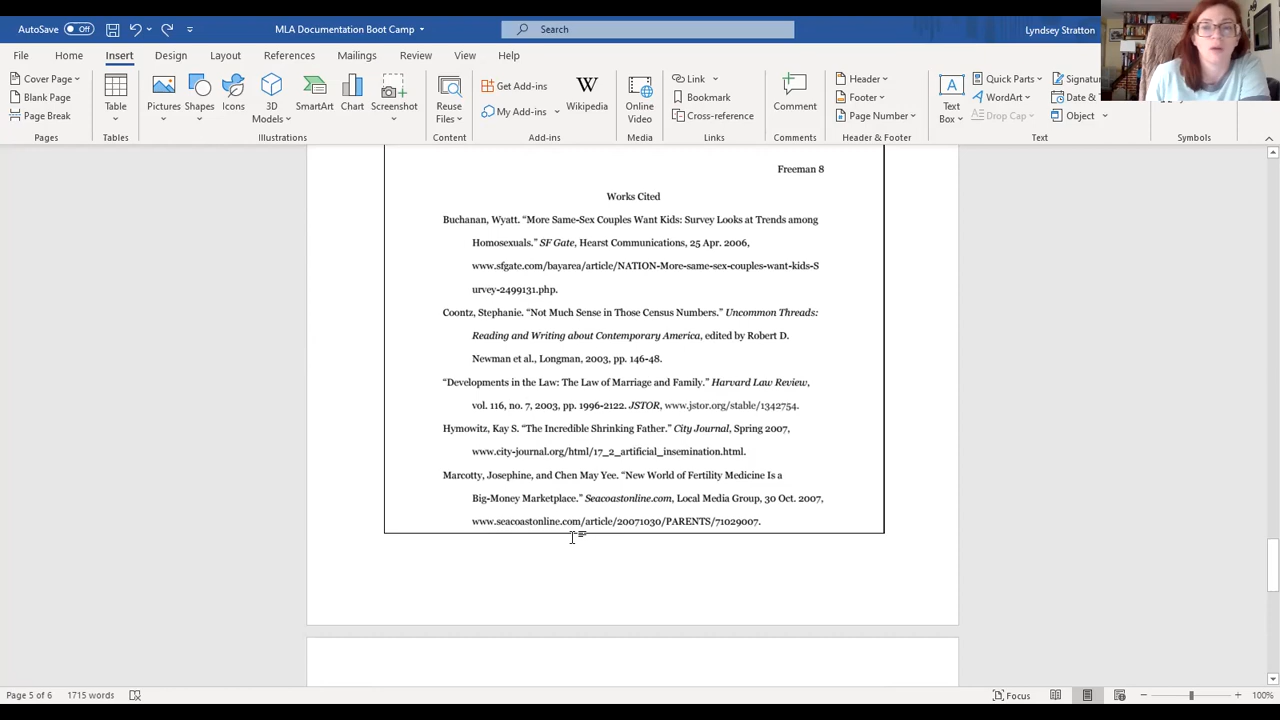 AutoSave Off MLA Documentation Boot Camp Search Lyndsey Stratton
File Home Insert Design Layout References Mailings Review View Help
Cover Page
Blank Page
Page Break
Pages
Table
Tables
Pictures
Shapes
Icons
3D
Models
SmartArt
Chart
Screenshot
Illustrations
Reuse
Files
Content
Get Add-ins
My Add-ins
Wikipedia
Add-ins
Online
Video
Media
Link
Bookmark
Cross-reference
Links
Comment
Comments
Header
Footer
Page Number
Header & Footer
Text
Box
Quick Parts
WordArt
Drop Cap
Signatu
Date &
Object
Text
Symbols
Freeman 8
Works Cited
Buchanan, Wyatt. “More Same-Sex Couples Want Kids: Survey Looks at Trends among
Homosexuals.” SF Gate, Hearst Communications, 25 Apr. 2006,
www.sfgate.com/bayarea/article/NATION-More-same-sex-couples-want-kids-S
urvey-2499131.php.
Coontz, Stephanie. “Not Much Sense in Those Census Numbers.” Uncommon Threads:
Reading and Writing about Contemporary America, edited by Robert D.
Newman et al., Longman, 2003, pp. 146-48.
“Developments in the Law: The Law of Marriage and Family.” Harvard Law Review,
vol. 116, no. 7, 2003, pp. 1996-2122. JSTOR, www.jstor.org/stable/1342754.
Hymowitz, Kay S. “The Incredible Shrinking Father.” City Journal, Spring 2007,
www.city-journal.org/html/17_2_artificial_insemination.html.
Marcotty, Josephine, and Chen May Yee. “New World of Fertility Medicine Is a
Big-Money Marketplace.” Seacoastonline.com, Local Media Group, 30 Oct. 2007,
www.seacoastonline.com/article/20071030/PARENTS/71029007.
Page 5 of 6 1715 words Focus 100%